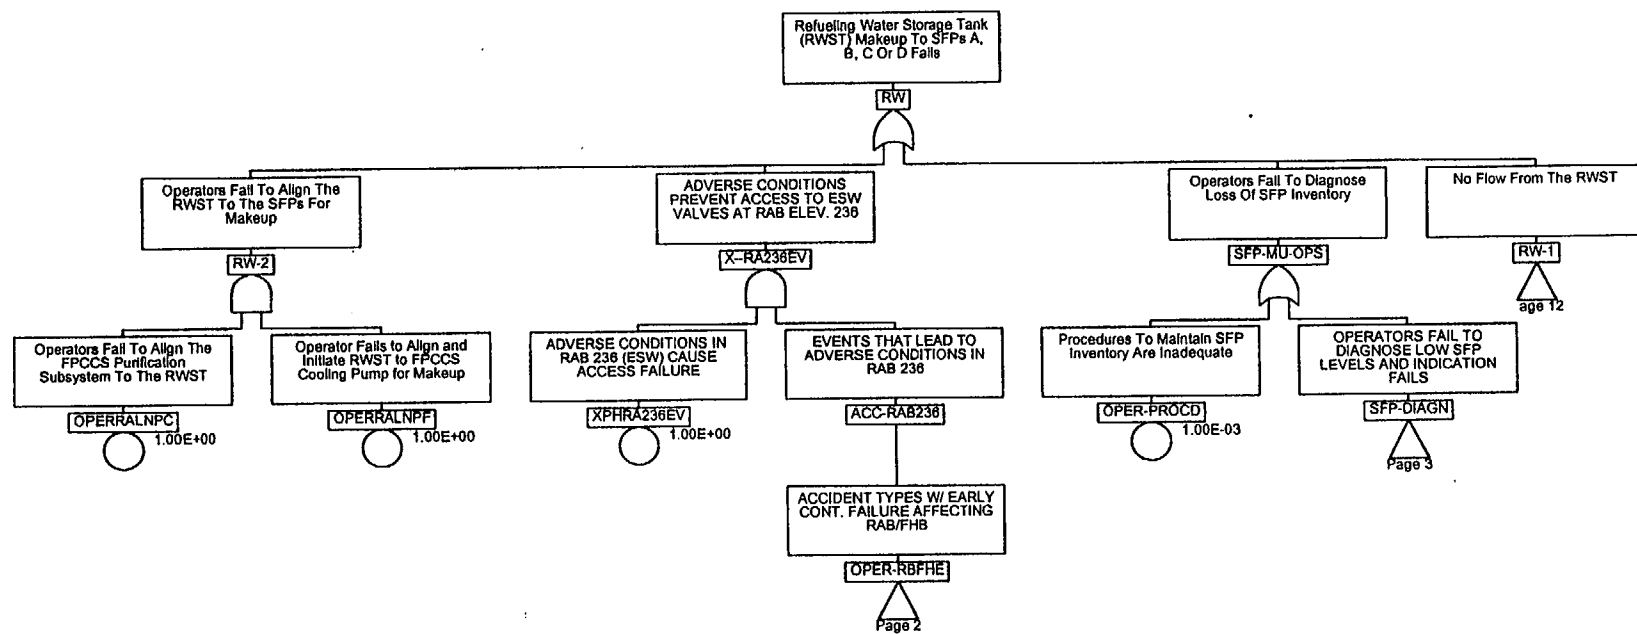 Refueling Water Storage Tank
(RWST) Makeup To SFPs A,
B, C Or D Fails
RW
Operators Fail To Align The
RWST To The SFPs For
Makeup
RW-2
ADVERSE CONDITIONS
PREVENT ACCESS TO ESW
VALVES AT RAB ELEV. 236
X--RA236EV
Operators Fail To Diagnose
Loss Of SFP Inventory
SFP-MU-OPS
No Flow From The RWST
RW-1
age 12
Operators Fail To Align The
FPCCS Purification
Subsystem To The RWST
OPERRALNPC
1.00E+00
Operator Fails to Align and
Initiate RWST to FPCCS
Cooling Pump for Makeup
OPERRALNPF
1.00E+00
ADVERSE CONDITIONS IN
RAB 236 (ESW) CAUSE
ACCESS FAILURE
XPHRA236EV
1.00E+00
EVENTS THAT LEAD TO
ADVERSE CONDITIONS IN
RAB 236
ACC-RAB236
Procedures To Maintain SFP
Inventory Are Inadequate
OPER-PROCD
1.00E-03
OPERATORS FAIL TO
DIAGNOSE LOW SFP
LEVELS AND INDICATION
FAILS
SFP-DIAGN
Page 3
ACCIDENT TYPES W/ EARLY
CONT. FAILURE AFFECTING
RAB/FHB
OPER-RBFHE
Page 2